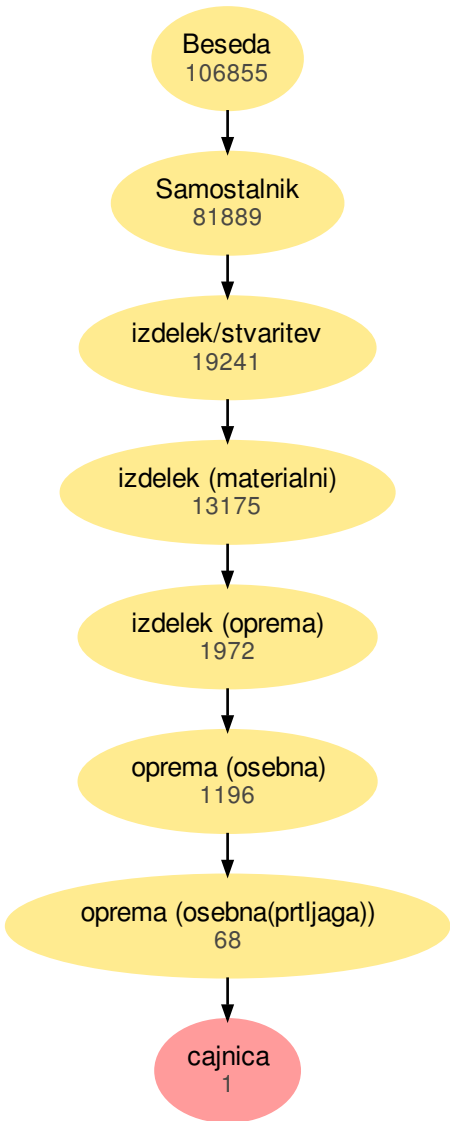 Beseda
106855
Samostalnik
81889
izdelek/stvaritev
19241
izdelek (materialni)
13175
izdelek (oprema)
1972
oprema (osebna)
1196
oprema (osebna(prtljaga))
68
cajnica
1